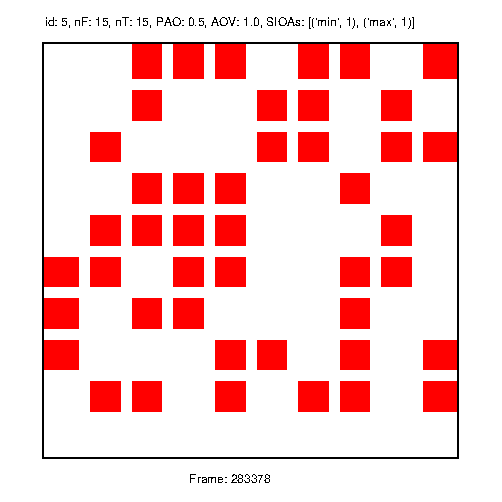 id: 5, nF: 15, nT: 15, PAO: 0.5, AOV: 1.0, SIOAs: [('min', 1), ('max', 1)]
Frame: 283378